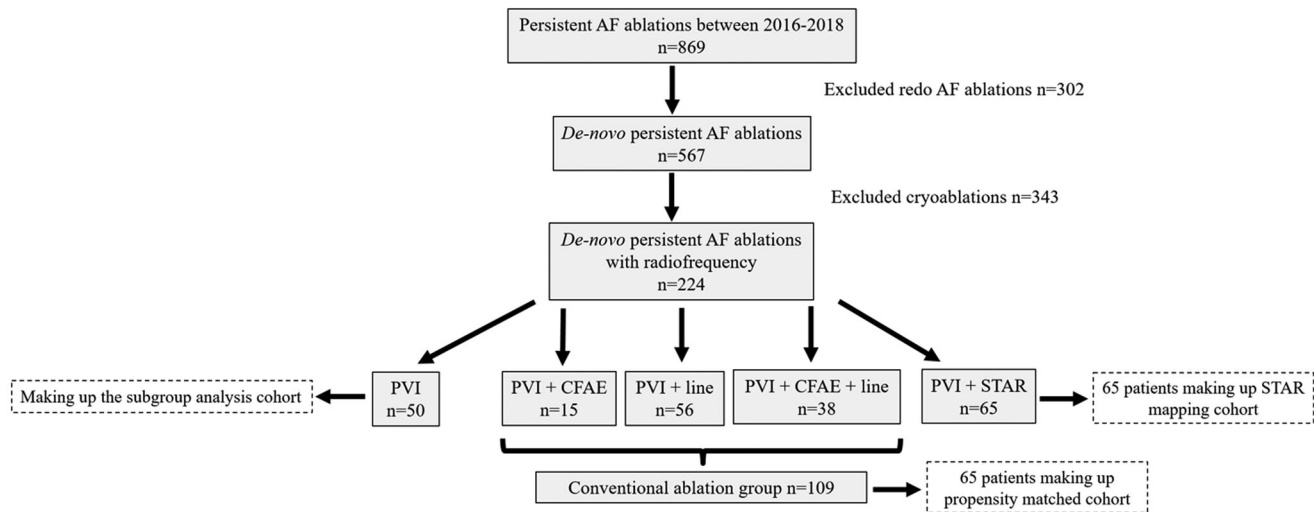 Persistent AF ablations between 2016-2018
n=869
Excluded redo AF ablations n=302
De-novo persistent AF ablations
n=567
Excluded cryoablations n=343
De-novo persistent AF ablations
with radiofrequency
n=224
Making up the subgroup analysis cohort
PVI
n=50
PVI + CFAE
n=15
PVI + line
n=56
PVI + CFAE + line
n=38
PVI + STAR
n=65
65 patients making up STAR
mapping cohort
Conventional ablation group n=109
65 patients making up
propensity matched cohort